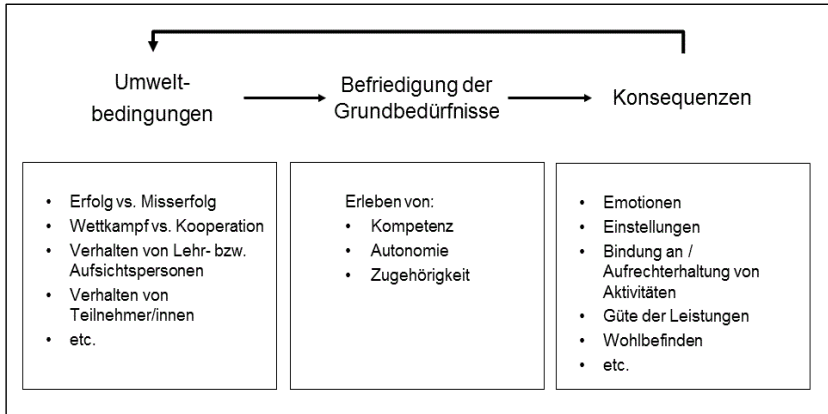 Umwelt-
bedingungen
Befriedigung der
Grundbedürfnisse
Konsequenzen
• Erfolg vs. Misserfolg
• Wettkampf vs. Kooperation
• Verhalten von Lehr- bzw.
Aufsichtspersonen
• Verhalten von
Teilnehmer/innen
• etc.
Erleben von:
• Kompetenz
• Autonomie
• Zugehörigkeit
• Emotionen
• Einstellungen
• Bindung an /
Aufrechterhaltung von
Aktivitäten
• Güte der Leistungen
• Wohlbefinden
• etc.